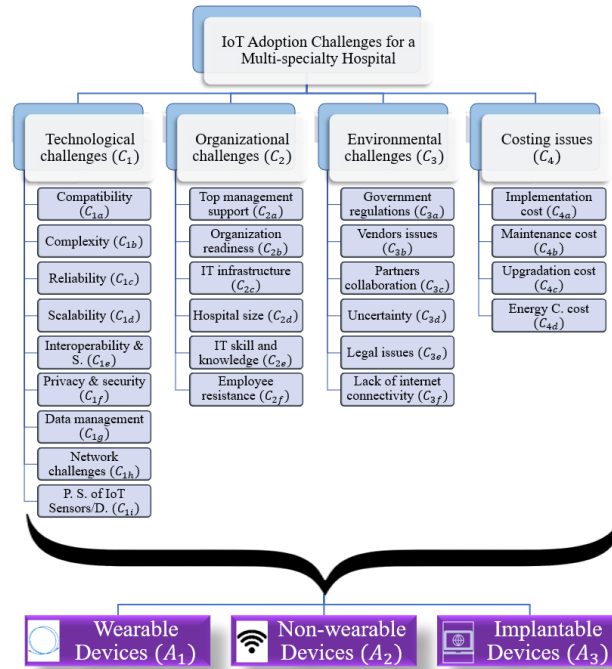 IoT Adoption Challenges for a
Multi-specialty Hospital
Technological
challenges (C1)
Organizational
challenges (C2)
Environmental
challenges (C3)
Costing issues
(C4)
Compatibility
(C1a)
Complexity (C1b)
Reliability (C1c)
Scalability (C1d)
Interoperability &
S. (C1e)
Privacy & security
(C1f)
Data management
(C1g)
Network
challenges (C1h)
P. S. of IoT
Sensors/D. (C1i)
Top management
support (C2a)
Organization
readiness (C2b)
IT infrastructure
(C2c)
Hospital size (C2d)
IT skill and
knowledge (C2e)
Employee
resistance (C2f)
Government
regulations (C3a)
Vendors issues
(C3b)
Partners
collaboration (C3c)
Uncertainty (C3d)
Legal issues (C3e)
Lack of internet
connectivity (C3f)
Implementation
cost (C4a)
Maintenance cost
(C4b)
Upgradation cost
(C4c)
Energy C. cost
(C4d)
Wearable
Devices (A1)
Non-wearable
Devices (A2)
Implantable
Devices (A3)